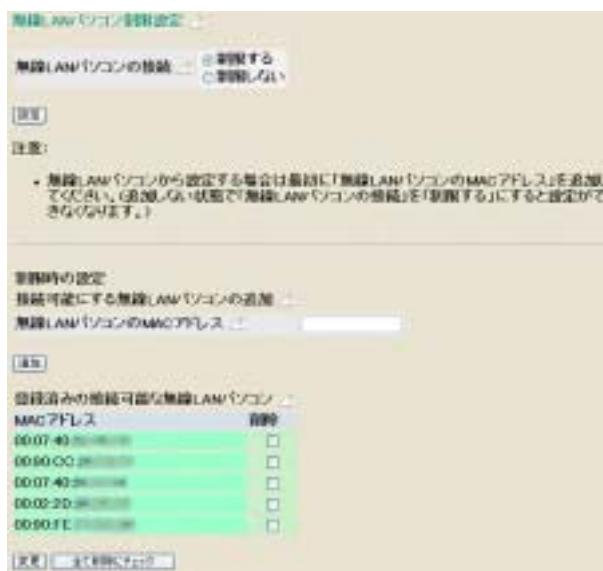 無線LANパソコン制限設定
無線LANパソコンの接続
制限する
制限しない
設定
注意:
• 無線LANパソコンから設定する場合は最初に「無線LANパソコンのMACアドレス」を追加し
てください。(追加しない状態で「無線LANパソコンの接続」を「制限する」にすると設定がで
きなくなります。)
制限時の設定
接続可能にする無線LANパソコンの追加
無線LANパソコンのMACアドレス
追加
登録済みの接続可能な無線LANパソコン
MACアドレス 削除
00:07:40:
00:90:CC:
00:07:40:
00:02:2D:
00:90:FE:
変更 全て削除にチェック